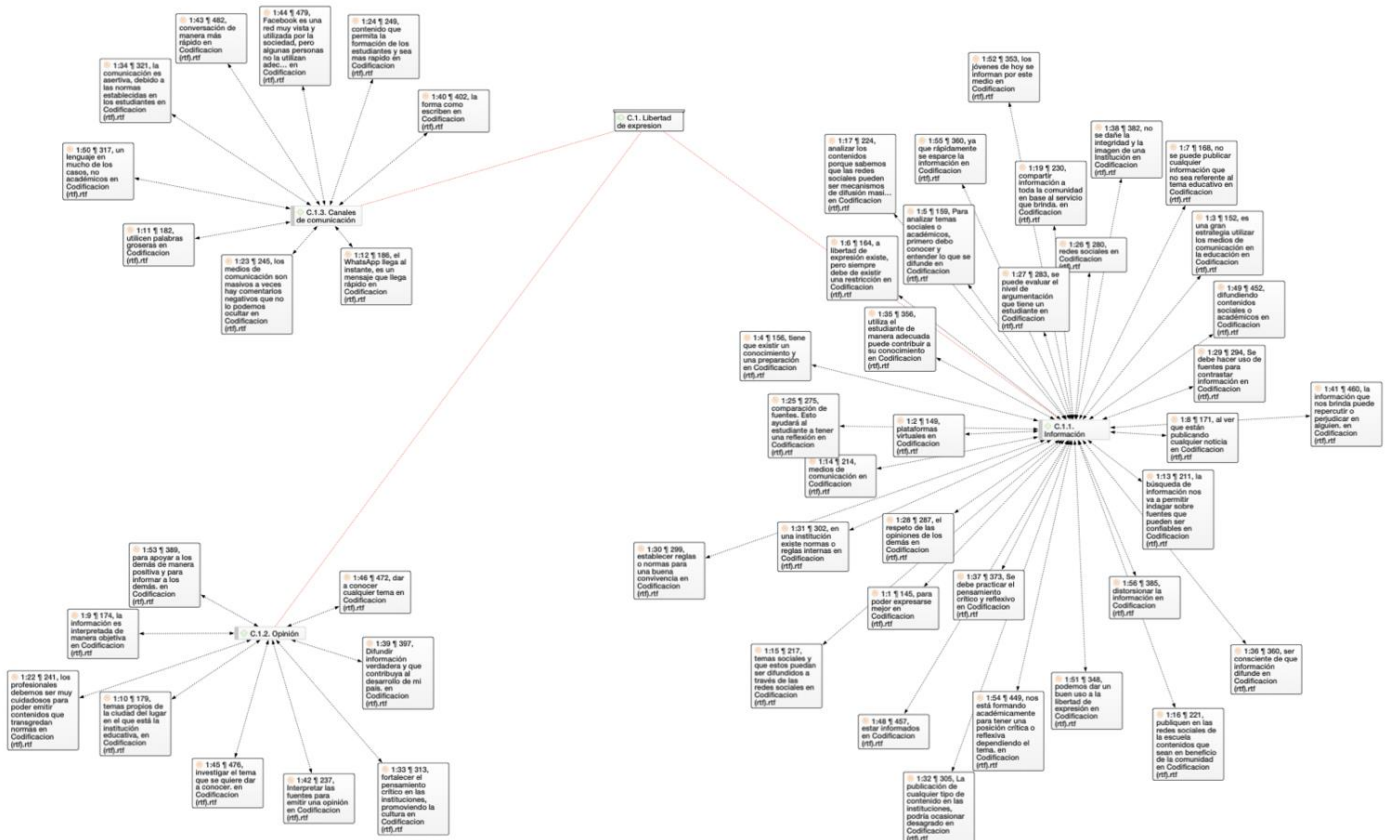 1:43 ¶ 482,
conversación de
manera más
rápido en
Codificacion
(rtf).rtf
1:44 ¶ 479,
Facebook es una
red muy vista y
utilizada por la
sociedad, pero
algunas personas
no la utilizan
adec... en
Codificacion
(rtf).rtf
1:24 ¶ 249,
contenido que
permita la
formación de los
estudiantes y sea
mas rapido en
Codificacion
(rtf).rtf
1:34 ¶ 321, la
comunicación es
asertiva, debido a
las normas
establecidas en
los estudiantes en
Codificacion
(rtf).rtf
1:40 ¶ 402, la
forma como
escriben en
Codificacion
(rtf).rtf
1:50 ¶ 317, un
lenguaje en
mucho de los
casos, no
académicos en
Codificacion
(rtf).rtf
C.1.3. Canales
de comunicación
1:11 ¶ 182,
utilicen palabras
groseras en
Codificacion
(rtf).rtf
1:23 ¶ 245, los
medios de
comunicación son
masivos a veces
hay comentarios
negativos que no
lo podemos
ocultar en
Codificacion
(rtf).rtf
1:12 ¶ 186, el
WhatsApp llega al
instante, es un
mensaje que llega
rápido en
Codificacion
(rtf).rtf
C.1. Libertad
de expresion
1:52 ¶ 353, los
jóvenes de hoy se
informan por este
medio en
Codificacion
(rtf).rtf
1:17 ¶ 224,
analizar los
contenidos
porque sabemos
que las redes
sociales pueden
ser mecanismos
de difusión masi...
en Codificacion
(rtf).rtf
1:55 ¶ 360, ya
que rápidamente
se esparce la
información en
Codificacion
(rtf).rtf
1:38 ¶ 382, no
se dañe la
integridad y la
imagen de una
Institución en
Codificacion
(rtf).rtf
1:7 ¶ 168, no
se puede publicar
cualquier
información que
no sea referente al
tema educativo en
Codificacion
(rtf).rtf
1:19 ¶ 230,
compartir
información a
toda la comunidad
en base al servicio
que brinda. en
Codificacion
(rtf).rtf
1:5 ¶ 159, Para
analizar temas
sociales o
académicos,
primero debo
conocer y
entender lo que se
difunde en
Codificacion
(rtf).rtf
1:3 ¶ 152, es
una gran
estrategia utilizar
los medios de
comunicación en
la educación en
Codificacion
(rtf).rtf
1:6 ¶ 164, a
libertad de
expresión existe,
pero siempre
debe de existir
una restricción en
Codificacion
(rtf).rtf
1:26 ¶ 280,
redes sociales en
Codificacion
(rtf).rtf
1:27 ¶ 283, se
puede evaluar el
nivel de
argumentación
que tiene un
estudiante en
Codificacion
(rtf).rtf
1:49 ¶ 452,
difundiendo
contenidos
sociales o
académicos en
Codificacion
(rtf).rtf
1:35 ¶ 356,
utiliza el
estudiante de
manera adecuada
puede contribuir a
su conocimiento
en Codificacion
(rtf).rtf
1:4 ¶ 156, tiene
que existir un
conocimiento y
una preparación
en Codificacion
(rtf).rtf
1:29 ¶ 294, Se
debe hacer uso de
fuentes para
contrastar
información en
Codificacion
(rtf).rtf
1:41 ¶ 460, la
información que
nos brinda puede
repercutir o
perjudicar en
alguien. en
Codificacion
(rtf).rtf
1:25 ¶ 275,
comparación de
fuentes. Esto
ayudará al
estudiante a tener
una reflexión en
Codificacion
(rtf).rtf
1:2 ¶ 149,
plataformas
virtuales en
Codificacion
(rtf).rtf
C.1.1.
Información
1:8 ¶ 171, al ver
que están
publicando
cualquier noticia
en Codificacion
(rtf).rtf
1:14 ¶ 214,
medios de
comunicación en
Codificacion
(rtf).rtf
1:13 ¶ 211, la
búsqueda de
información nos
va a permitir
indagar sobre
fuentes que
pueden ser
confiables en
Codificacion
(rtf).rtf
1:30 ¶ 299,
establecer reglas
o normas para
una buena
convivencia en
Codificacion
(rtf).rtf
1:31 ¶ 302, en
una institución
existe normas o
reglas internas en
Codificacion
(rtf).rtf
1:28 ¶ 287, el
respeto de las
opiniones de los
demás en
Codificacion
(rtf).rtf
1:37 ¶ 373, Se
debe practicar el
pensamiento
crítico y reflexivo
en Codificacion
(rtf).rtf
1:1 ¶ 145, para
poder expresarse
mejor en
Codificacion
(rtf).rtf
1:56 ¶ 385,
distorsionar la
información en
Codificacion
(rtf).rtf
1:15 ¶ 217,
temas sociales y
que estos puedan
ser difundidos a
través de las
redes sociales en
Codificacion
(rtf).rtf
1:36 ¶ 360, ser
consciente de que
información
difunde en
Codificacion
(rtf).rtf
1:48 ¶ 457,
estar informados
en Codificacion
(rtf).rtf
1:54 ¶ 449, nos
está formando
académicamente
para tener una
posición crítica o
reflexiva
dependiendo el
tema. en
Codificacion
(rtf).rtf
1:51 ¶ 348,
podemos dar un
buen uso a la
libertad de
expresión en
Codificacion
(rtf).rtf
1:16 ¶ 221,
publiquen en las
redes sociales de
la escuela
contenidos que
sean en beneficio
de la comunidad
en Codificacion
(rtf).rtf
1:32 ¶ 305, La
publicación de
cualquier tipo de
contenido en las
instituciones,
podría ocasionar
desagrado en
Codificacion
(rtf).rtf
1:53 ¶ 389,
para apoyar a los
demás de manera
positiva y para
informar a los
demás. en
Codificacion
(rtf).rtf
1:46 ¶ 472, dar
a conocer
cualquier tema en
Codificacion
(rtf).rtf
1:9 ¶ 174, la
información es
interpretada de
manera objetiva
en Codificacion
(rtf).rtf
C.1.2. Opinión
1:39 ¶ 397,
Difundir
información
verdadera y que
contribuya al
desarrollo de mi
país. en
Codificacion
(rtf).rtf
1:22 ¶ 241, los
profesionales
debemos ser muy
cuidadosos para
poder emitir
contenidos que
transgredan
normas en
Codificacion
(rtf).rtf
1:10 ¶ 179,
temas propios de
la ciudad del lugar
en el que está la
institución
educativa, en
Codificacion
(rtf).rtf
1:45 ¶ 476,
investigar el tema
que se quiere dar
a conocer. en
Codificacion
(rtf).rtf
1:42 ¶ 237,
Interpretar las
fuentes para
emitir una opinión
en Codificacion
(rtf).rtf
1:33 ¶ 313,
fortalecer el
pensamiento
crítico en las
instituciones,
promoviendo la
cultura en
Codificacion
(rtf).rtf